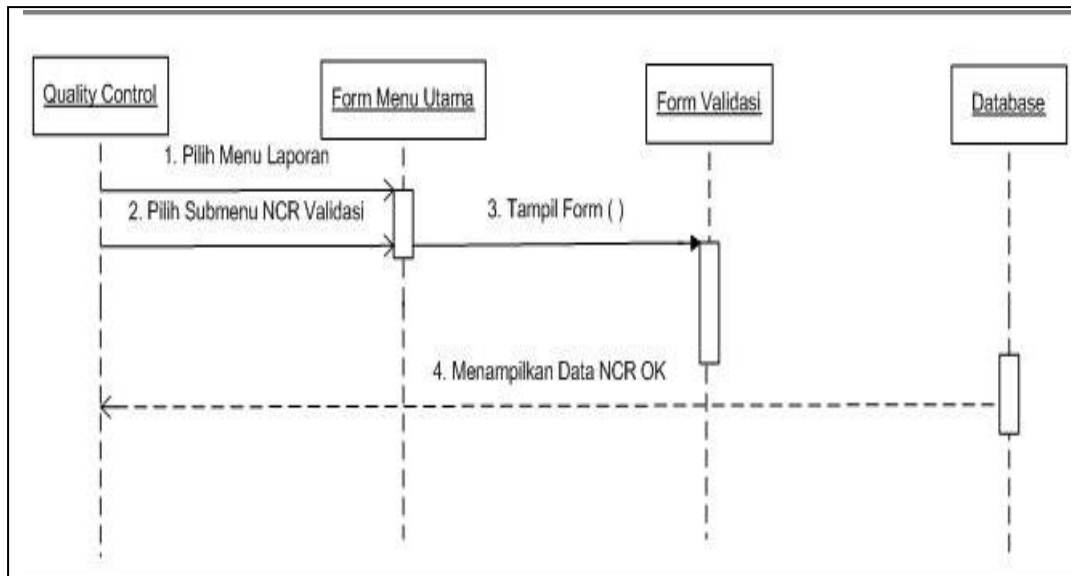 Quality Control
Form Menu Utama
Form Validasi
Database
1. Pilih Menu Laporan
2. Pilih Submenu NCR Validasi
3. Tampil Form ( )
4. Menampilkan Data NCR OK